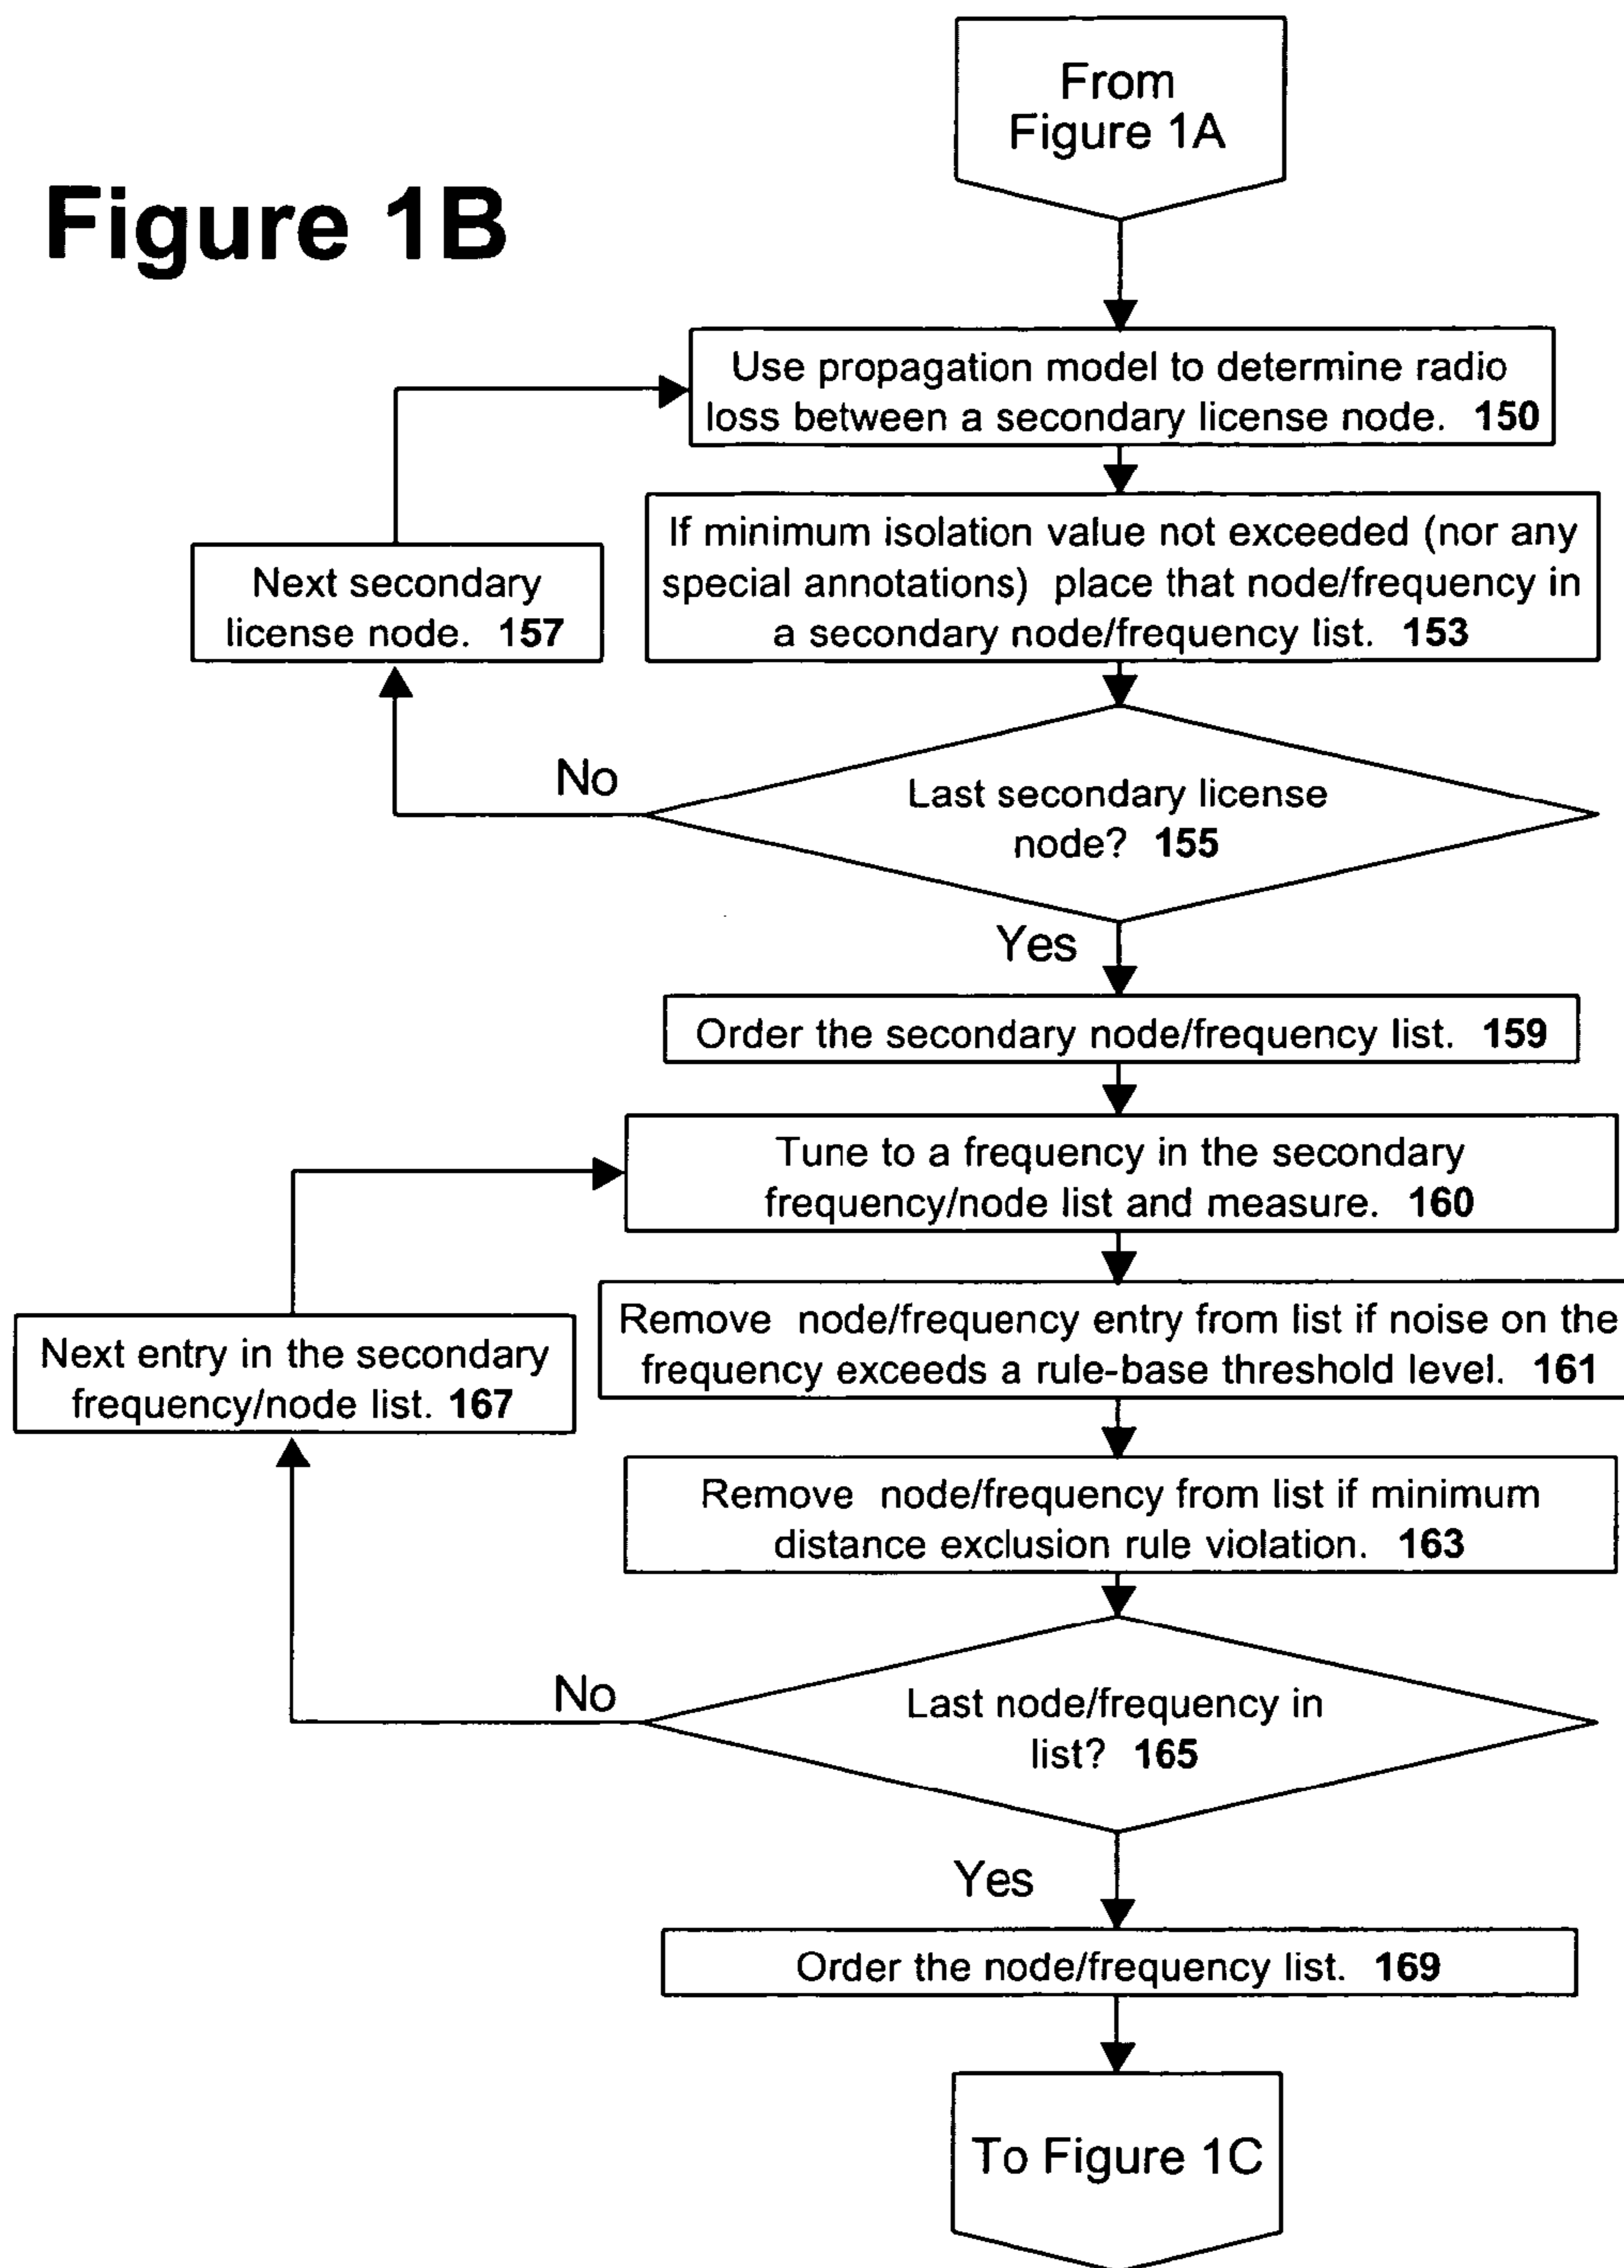 From
Figure 1A
Figure 1B
Use propagation model to determine radio
loss between a secondary license node. 150
If minimum isolation value not exceeded (nor any
special annotations) place that node/frequency in
a secondary node/frequency list. 153
Next secondary
license node. 157
No
Last secondary license
node? 155
Yes
Order the secondary node/frequency list. 159
Tune to a frequency in the secondary
frequency/node list and measure. 160
Remove node/frequency entry from list if noise on the
frequency exceeds a rule-base threshold level. 161
Next entry in the secondary
frequency/node list. 167
Remove node/frequency from list if minimum
distance exclusion rule violation. 163
No
Last node/frequency in
list? 165
Yes
Order the node/frequency list. 169
To Figure 1C